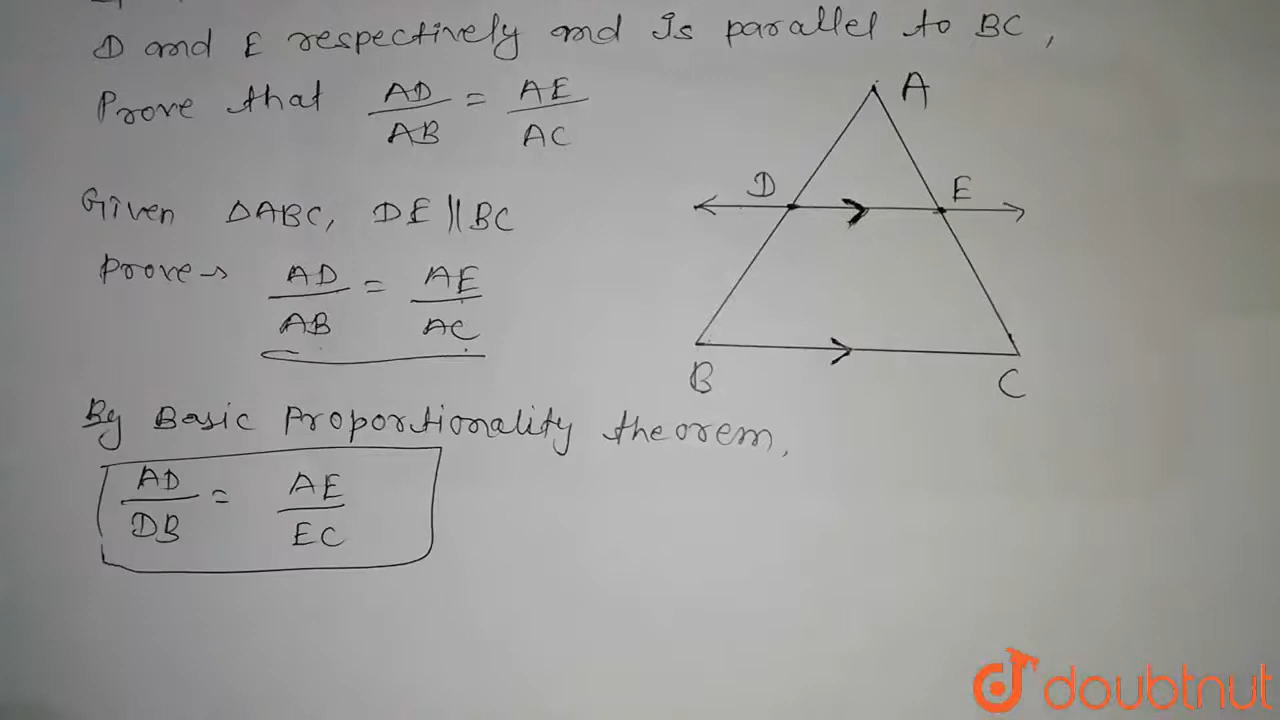 D and E respectively and is parallel to BC,
Prove that AD/AB = AE/AC
A
D
E
Given ΔABC, DE || BC
Prove → AD/AB = AE/AC
B
C
By Basic Proportionality theorem,
AD/DB = AE/EC
doubtnut